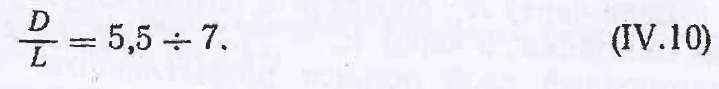 D/L = 5,5 ÷ 7. (IV.10)